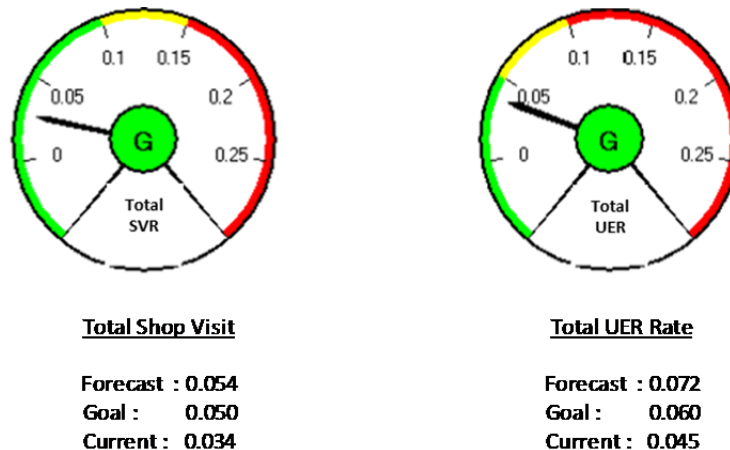 0.1 0.15
0.05 0.2
0 0.25
G
Total
SVR
0.1 0.15
0.05 0.2
0 0.25
G
Total
UER
Total Shop Visit
Forecast : 0.054
Goal : 0.050
Current : 0.034
Total UER Rate
Forecast : 0.072
Goal : 0.060
Current : 0.045